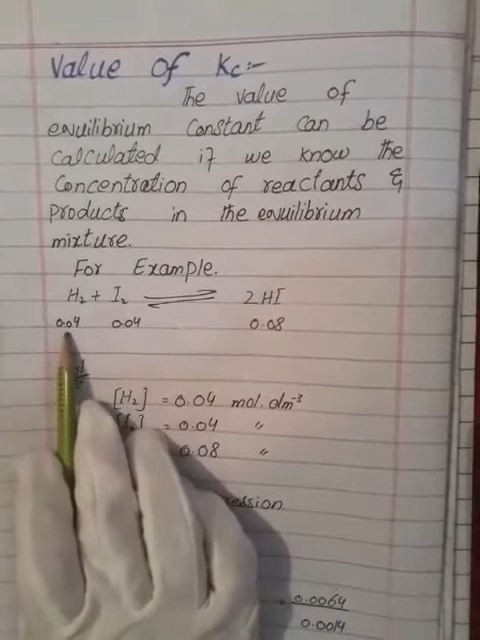 Value of Kc:-
The value of
equilibrium Constant can be
Calculated if we know the
Concentration of reactants &
Products in the equilibrium
mixture.
For Example.
H₂ + I₂ ⇌ 2HI
0.04 0.04 0.08
[H₂] = 0.04 mol. dm⁻³
= 0.04 "
0.08 "
ession.
= 0.0064
0.0014